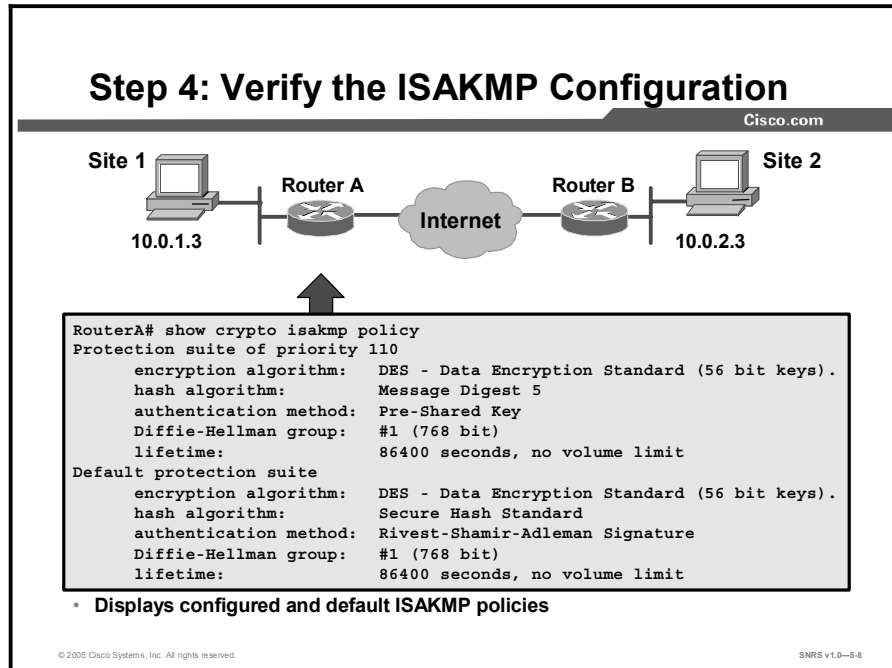 Step 4: Verify the ISAKMP Configuration
Cisco.com
Site 1
Router A
Internet
Router B
Site 2
10.0.1.3
10.0.2.3
RouterA# show crypto isakmp policy
Protection suite of priority 110
encryption algorithm: DES - Data Encryption Standard (56 bit keys).
hash algorithm: Message Digest 5
authentication method: Pre-Shared Key
Diffie-Hellman group: #1 (768 bit)
lifetime: 86400 seconds, no volume limit
Default protection suite
encryption algorithm: DES - Data Encryption Standard (56 bit keys).
hash algorithm: Secure Hash Standard
authentication method: Rivest-Shamir-Adleman Signature
Diffie-Hellman group: #1 (768 bit)
lifetime: 86400 seconds, no volume limit
• Displays configured and default ISAKMP policies
© 2005 Cisco Systems, Inc. All rights reserved.
SNRS v1.0—5-8